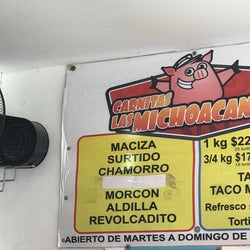 CARNITAS
LAS MICHOACAN
MACIZA
SURTIDO
CHAMORRO
MORCON
ALDILLA
REVOLCADITO
1 kg $22
3/4 kg $17
TA
TACO M
Refresco
Torti
ABIERTO DE MARTES A DOMINGO DE